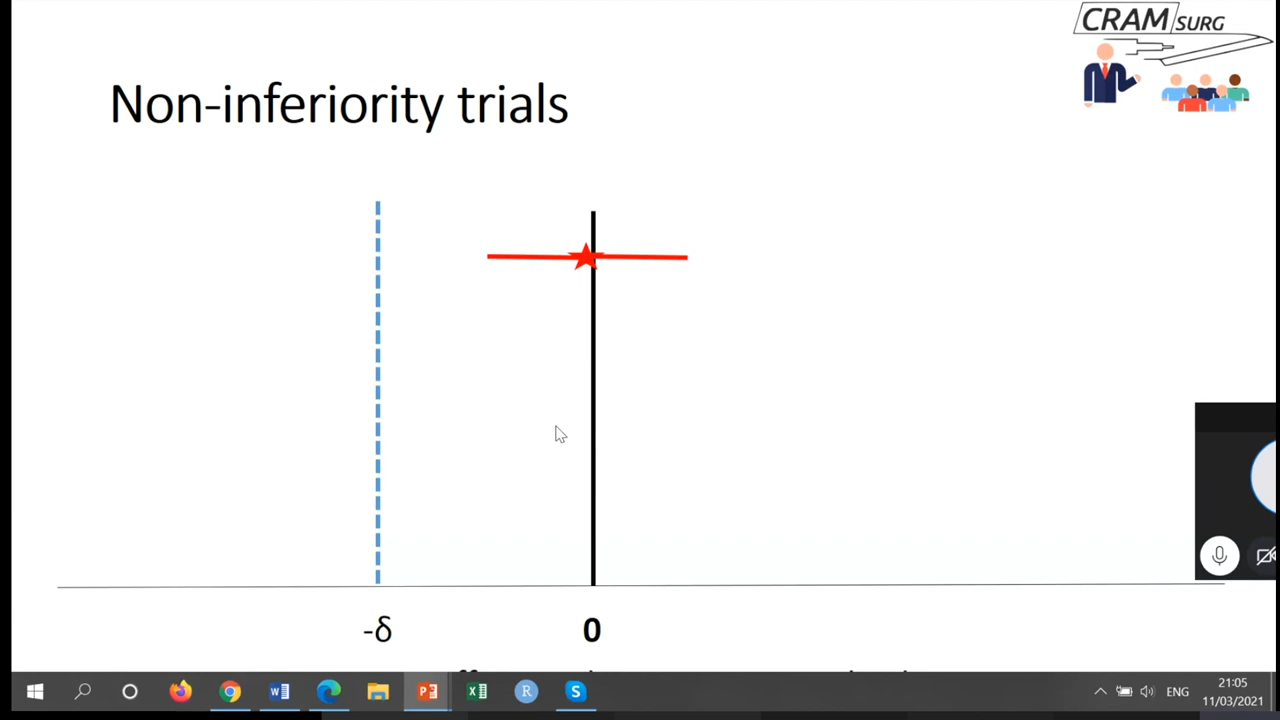 CRAM SURG
Non-inferiority trials
-δ
0
ENG
21:05
11/03/2021